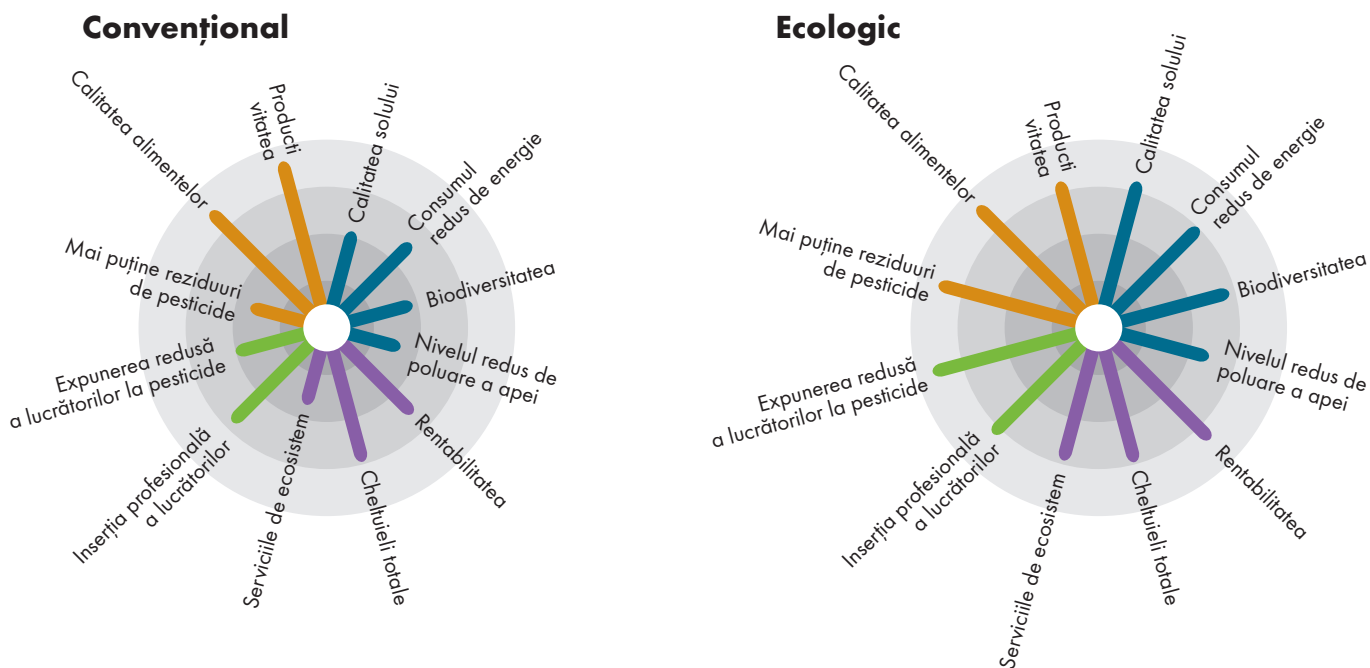 Convențional
Calitatea alimentelor
Producti
vitatea
Calitatea solului
Consumul
redus de energie
Biodiversitatea
Nivelul redus de
poluare a apei
Rentabilitatea
Cheltuieli totale
Serviciile de ecosistem
Inserția profesională
a lucrătorilor
Expunerea redusă
a lucrătorilor la pesticide
Mai puține reziduuri
de pesticide
Ecologic
Calitatea alimentelor
Producti
vitatea
Calitatea solului
Consumul
redus de energie
Biodiversitatea
Nivelul redus de
poluare a apei
Rentabilitatea
Cheltuieli totale
Serviciile de ecosistem
Inserția profesională
a lucrătorilor
Expunerea redusă
a lucrătorilor la pesticide
Mai puține reziduuri
de pesticide